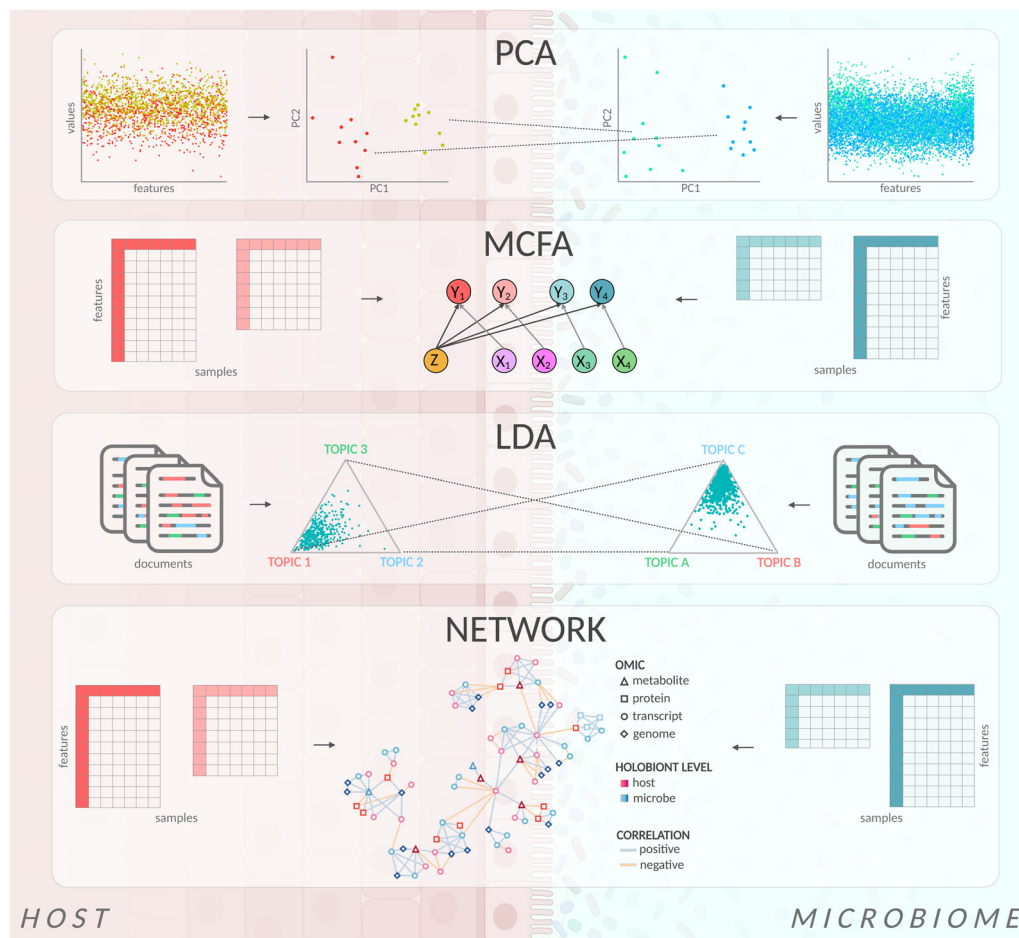 PCA
values
features
PC2
PC1
PC2
PC1
values
features
MCFA
features
samples
Y1 Y2 Y3 Y4
Z X1 X2 X3 X4
features
samples
LDA
documents
TOPIC 3
TOPIC 1 TOPIC 2
TOPIC C
TOPIC A TOPIC B
documents
NETWORK
features
samples
OMIC
metabolite
protein
transcript
genome
HOLOBIONT LEVEL
host
microbe
CORRELATION
positive
negative
features
samples
HOST
MICROBIOME